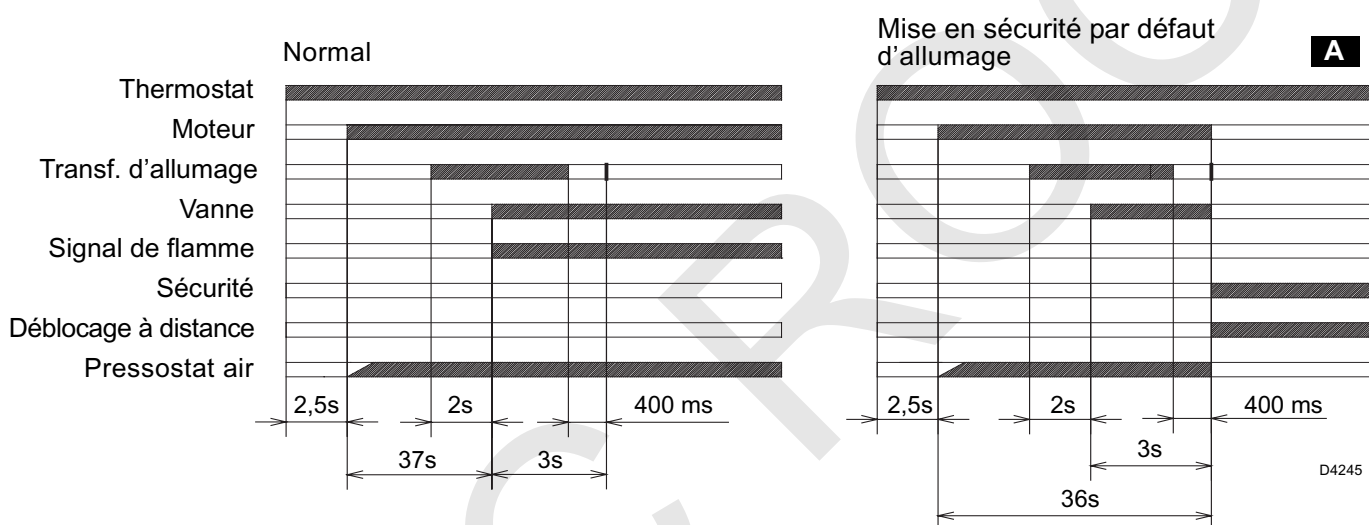 Normal
Mise en sécurité par défaut
d'allumage
A
Thermostat
Moteur
Transf. d'allumage
Vanne
Signal de flamme
Sécurité
Déblocage à distance
Pressostat air
2,5s 2s 400 ms
37s 3s
2,5s 2s 400 ms
3s
36s
D4245